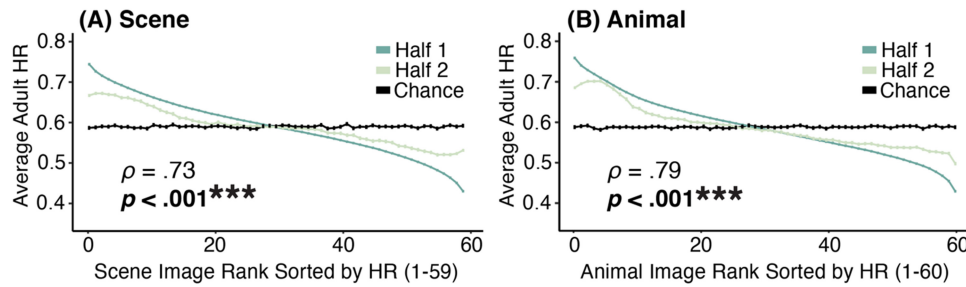 (A) Scene
Average Adult HR
0.8
0.7
0.6
0.5
0.4
Half 1
Half 2
Chance
ρ = .73
p < .001***
0
20
40
60
Scene Image Rank Sorted by HR (1-59)
(B) Animal
Average Adult HR
0.8
0.7
0.6
0.5
0.4
Half 1
Half 2
Chance
ρ = .79
p < .001***
0
20
40
60
Animal Image Rank Sorted by HR (1-60)